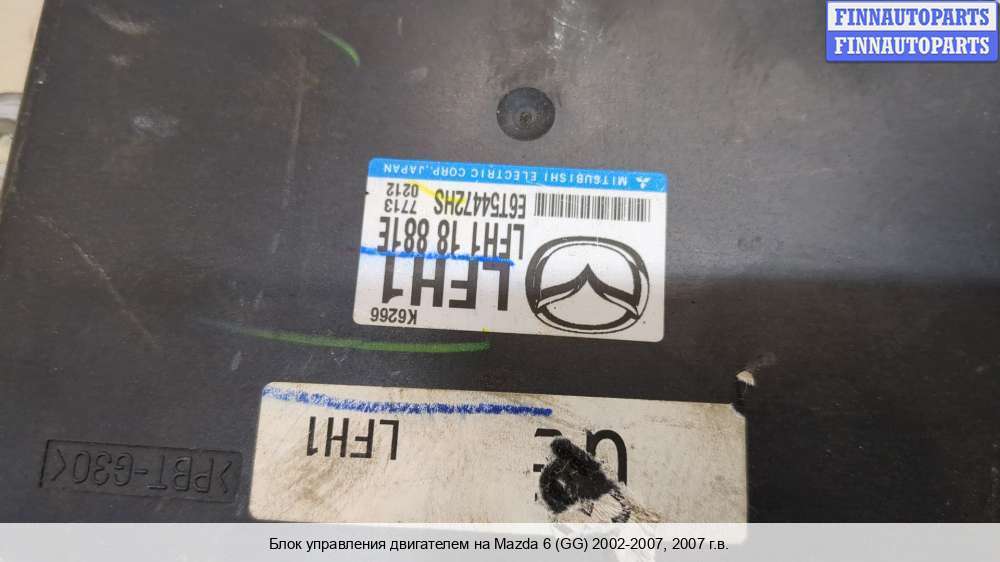 FINNAUTOPARTS
FINNAUTOPARTS
MITSUBISHI ELECTRIC CORP. JAPAN
E6T54472HS 7713
0212
LFH1 18 881E
LFH1
K6266
LFH1
>PBT-G30<
Блок управления двигателем на Mazda 6 (GG) 2002-2007, 2007 г.в.